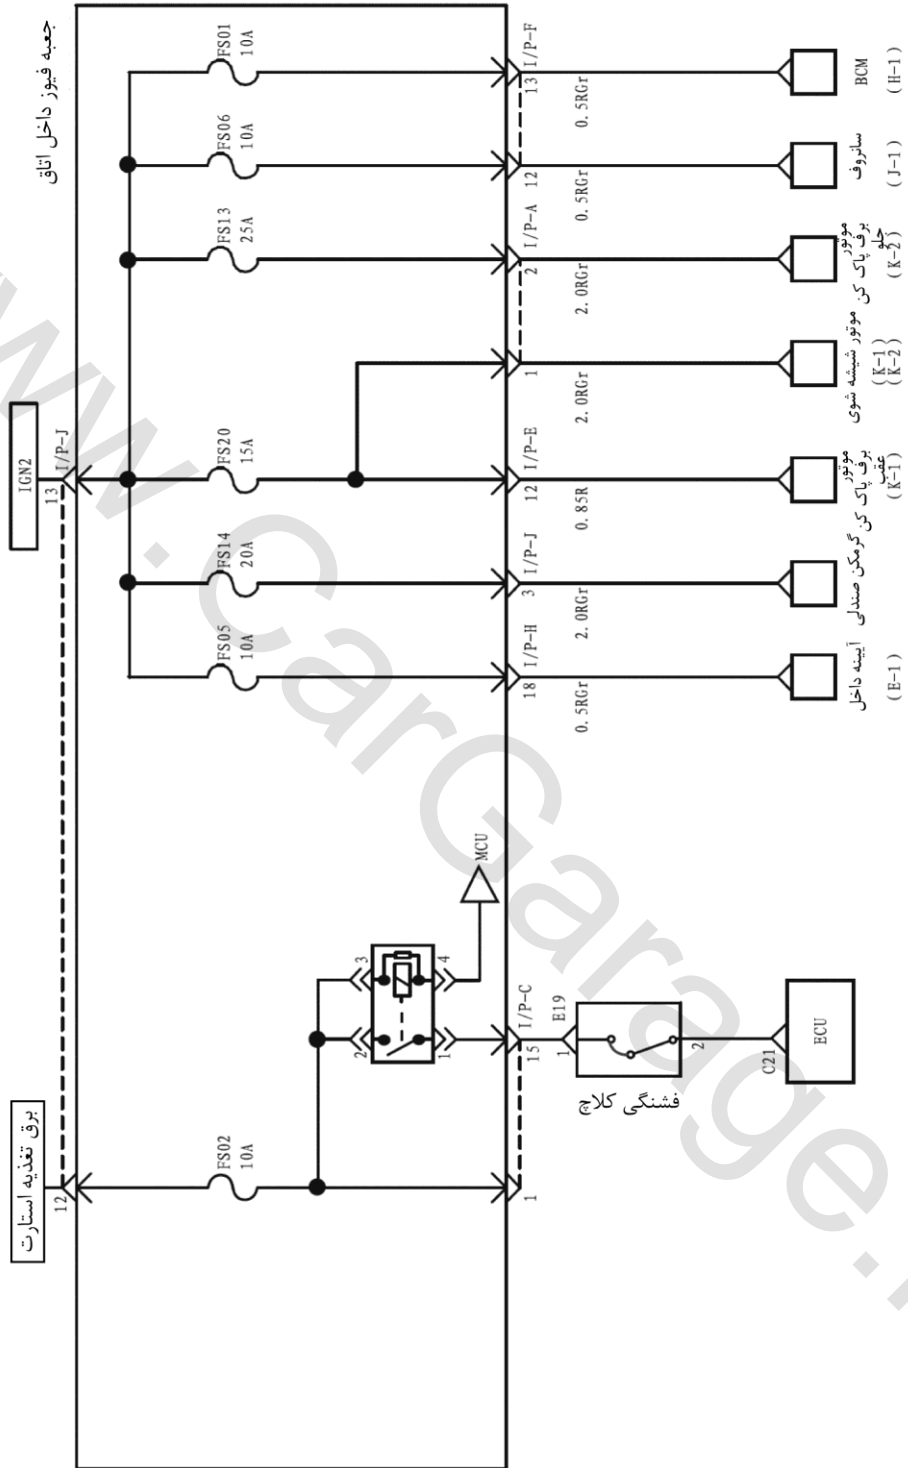 جعبه فیوز داخل اتاق
IGN2
13
I/P-J
برق تغذیه استارت
12
FS01
10A
FS06
10A
FS13
25A
FS20
15A
FS14
20A
FS05
10A
FS02
10A
I/P-F
13
12
I/P-A
2
1
I/P-E
12
I/P-J
3
I/P-H
18
0.5RGr
0.5RGr
2.0RGr
2.0RGr
0.85R
2.0RGr
0.5RGr
BCM
(H-1)
سانروف
(J-1)
موتور
برف پاک کن
جلو
(K-2)
موتور شیشه شوی
(K-1)
(K-2)
موتور
برف پاک کن
عقب
(K-1)
گرمکن صندلی
آیینه داخل
(E-1)
MCU
3
4
2
1
I/P-C
15
1
E19
1
2
فشنگی کلاچ
C21
ECU
www.CarGarage.